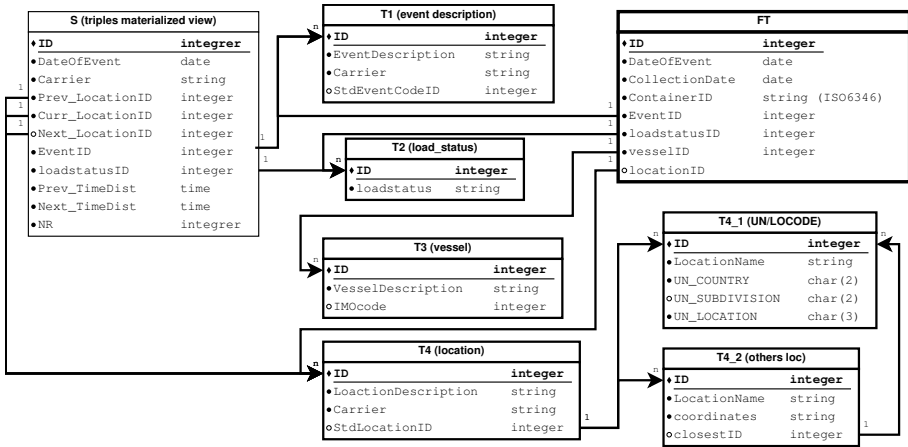 S (triples materialized view)
♦ID integrer
●DateOfEvent date
●Carrier string
●Prev_LocationID integer
●Curr_LocationID integer
○Next_LocationID integer
●EventID integer
●loadstatusID integer
●Prev_TimeDist time
●Next_TimeDist time
●NR integrer
1
1
1
1
1
T1 (event description)
n
♦ID integer
●EventDescription string
●Carrier string
○StdEventCodeID integer
T2 (load_status)
n
♦ID integer
●loadstatus string
T3 (vessel)
n
♦ID integer
●VesselDescription string
○IMOcode integer
T4 (location)
n
♦ID integer
●LoactionDescription string
●Carrier string
○StdLocationID integer
1
FT
♦ID integer
●DateOfEvent date
●CollectionDate date
●ContainerID string (ISO6346)
●EventID integer
●loadstatusID integer
●vesselID integer
○locationID
1
1
1
1
T4_1 (UN/LOCODE)
n
n
♦ID integer
●LocationName string
●UN_COUNTRY char(2)
○UN_SUBDIVISION char(2)
●UN_LOCATION char(3)
T4_2 (others loc)
n
♦ID integer
●LocationName string
●coordinates string
○closestID integer
1